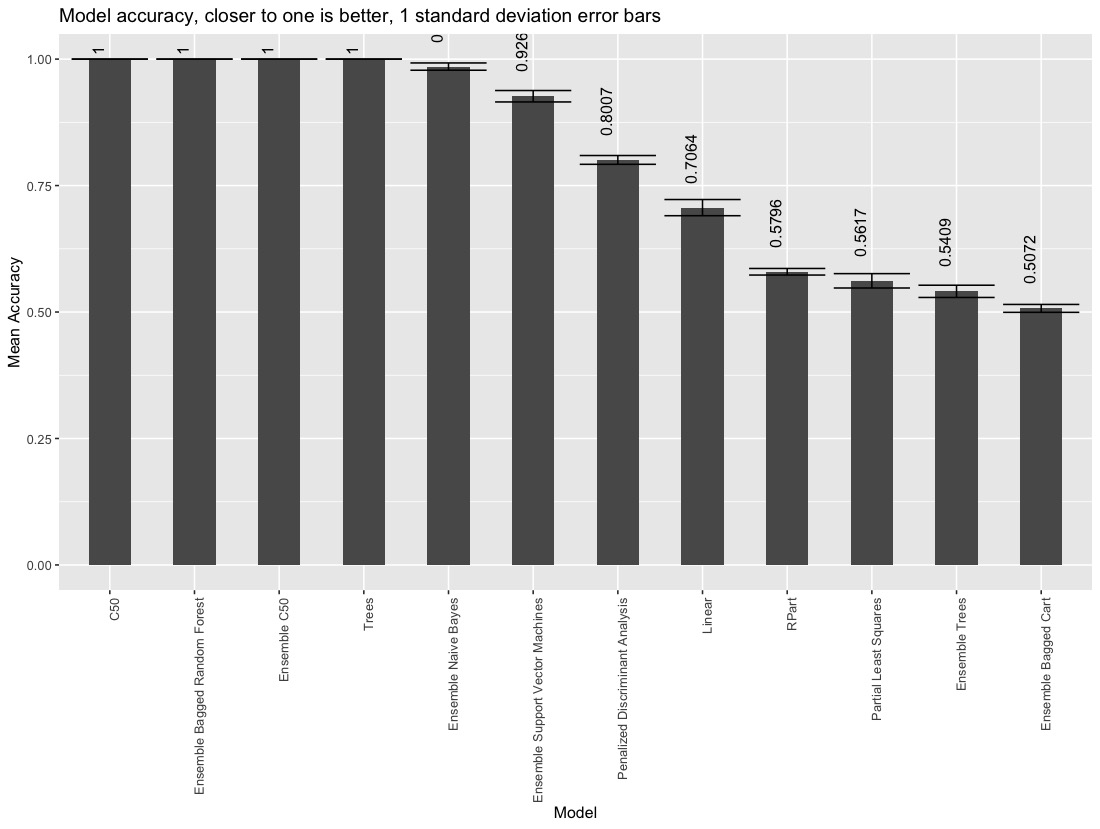 Model accuracy, closer to one is better, 1 standard deviation error bars
1
1
1
1
0
0.926
0.8007
0.7064
0.5796
0.5617
0.5409
0.5072
1.00
0.75
0.50
0.25
0.00
Mean Accuracy
C50
Ensemble Bagged Random Forest
Ensemble C50
Trees
Ensemble Naive Bayes
Ensemble Support Vector Machines
Penalized Discriminant Analysis
Linear
RPart
Partial Least Squares
Ensemble Trees
Ensemble Bagged Cart
Model